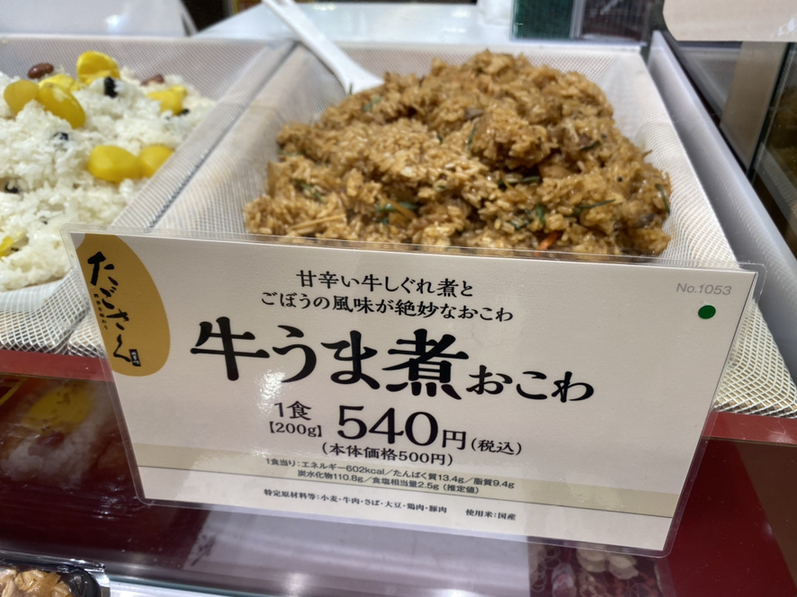 たごさく
No.1053
甘辛い牛しぐれ煮と
ごぼうの風味が絶妙なおこわ
牛うま煮おこわ
1食
【200g】 540円(税込)
(本体価格500円)
1食当り:エネルギー602kcal/たんぱく質13.4g/脂質9.4g
炭水化物110.8g/食塩相当量2.5g(推定値)
特定原材料等:小麦・牛肉・さば・大豆・鶏肉・豚肉 使用米:国産